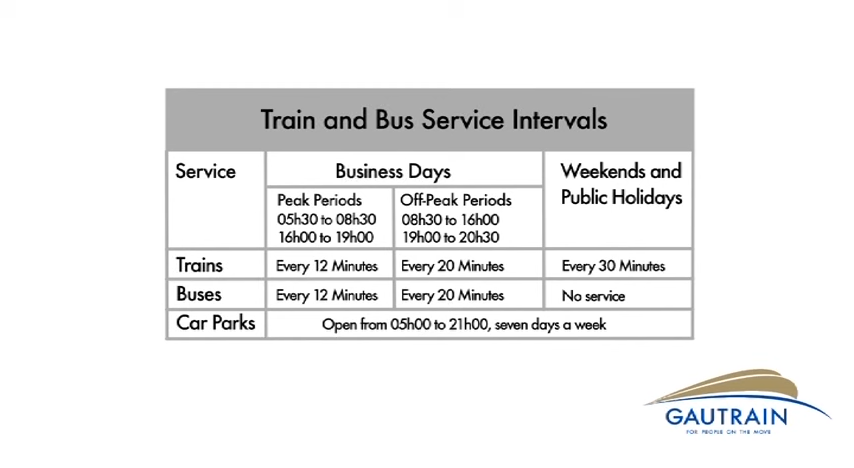 Train and Bus Service Intervals
Service
Business Days
Weekends and
Public Holidays
Peak Periods
05h30 to 08h30
16h00 to 19h00
Off-Peak Periods
08h30 to 16h00
19h00 to 20h30
Trains
Every 12 Minutes
Every 20 Minutes
Every 30 Minutes
Buses
Every 12 Minutes
Every 20 Minutes
No service
Car Parks
Open from 05h00 to 21h00, seven days a week
GAUTRAIN
FOR PEOPLE ON THE MOVE